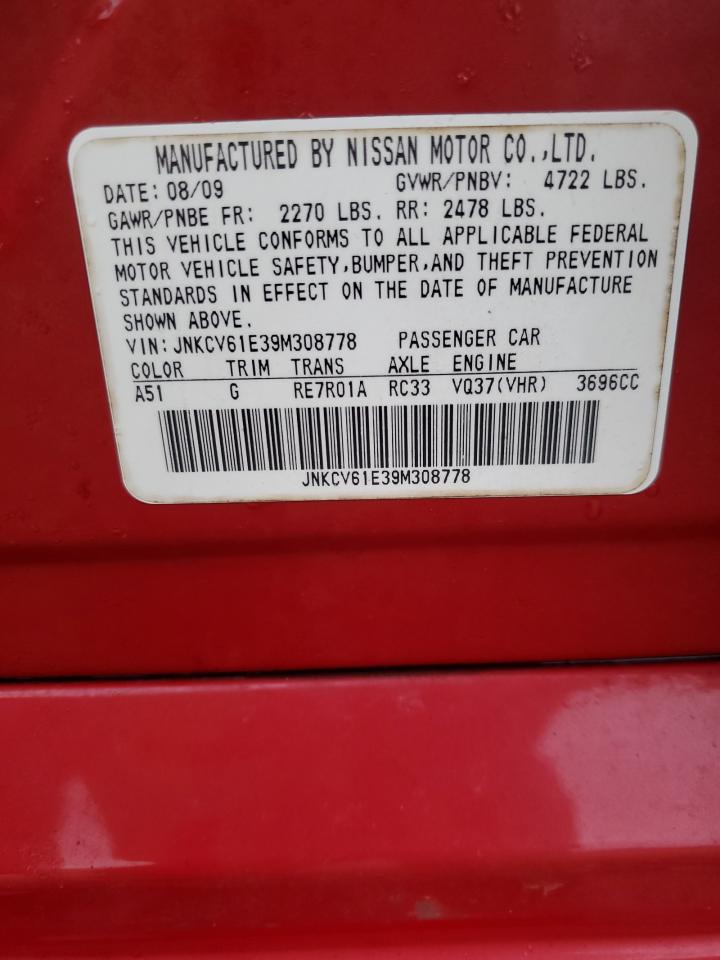 MANUFACTURED BY NISSAN MOTOR CO.,LTD.
DATE: 08/09 GVWR/PNBV: 4722 LBS.
GAWR/PNBE FR: 2270 LBS. RR: 2478 LBS.
THIS VEHICLE CONFORMS TO ALL APPLICABLE FEDERAL
MOTOR VEHICLE SAFETY,BUMPER,AND THEFT PREVENTION
STANDARDS IN EFFECT ON THE DATE OF MANUFACTURE
SHOWN ABOVE.
VIN: JNKCV61E39M308778 PASSENGER CAR
COLOR TRIM TRANS AXLE ENGINE
A51 G RE7R01A RC33 VQ37(VHR) 3696CC
JNKCV61E39M308778